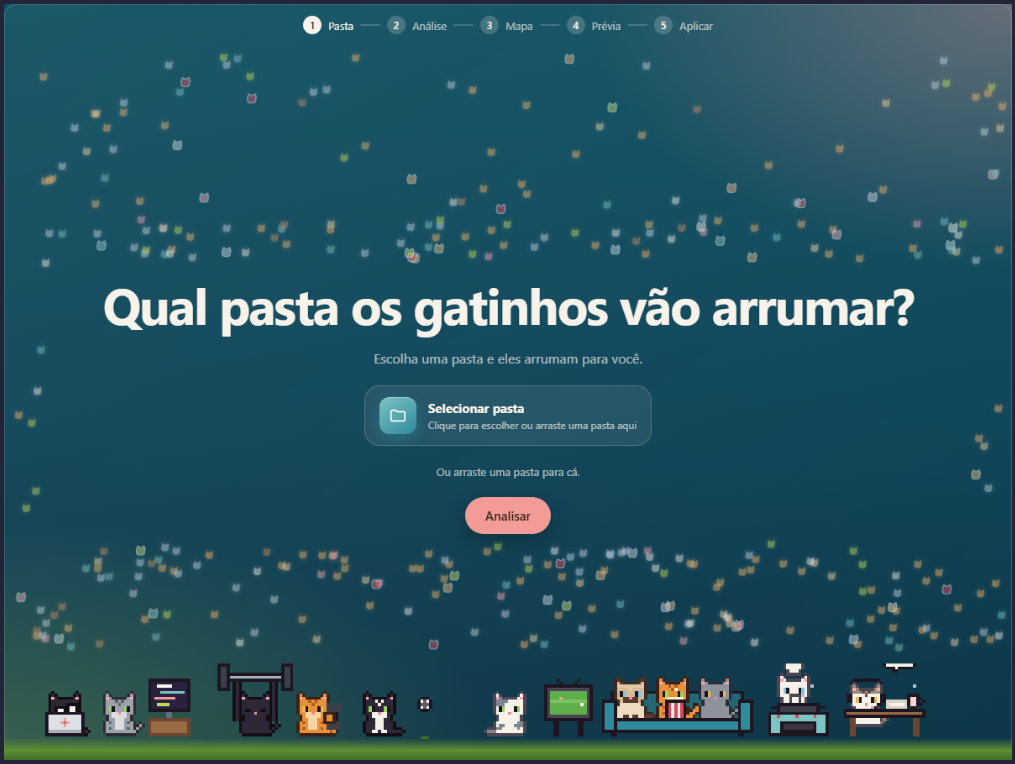 1 Pasta 2 Análise 3 Mapa 4 Prévia 5 Aplicar
Qual pasta os gatinhos vão arrumar?
Escolha uma pasta e eles arrumam para você.
Selecionar pasta
Clique para escolher ou arraste uma pasta aqui
Ou arraste uma pasta para cá.
Analisar